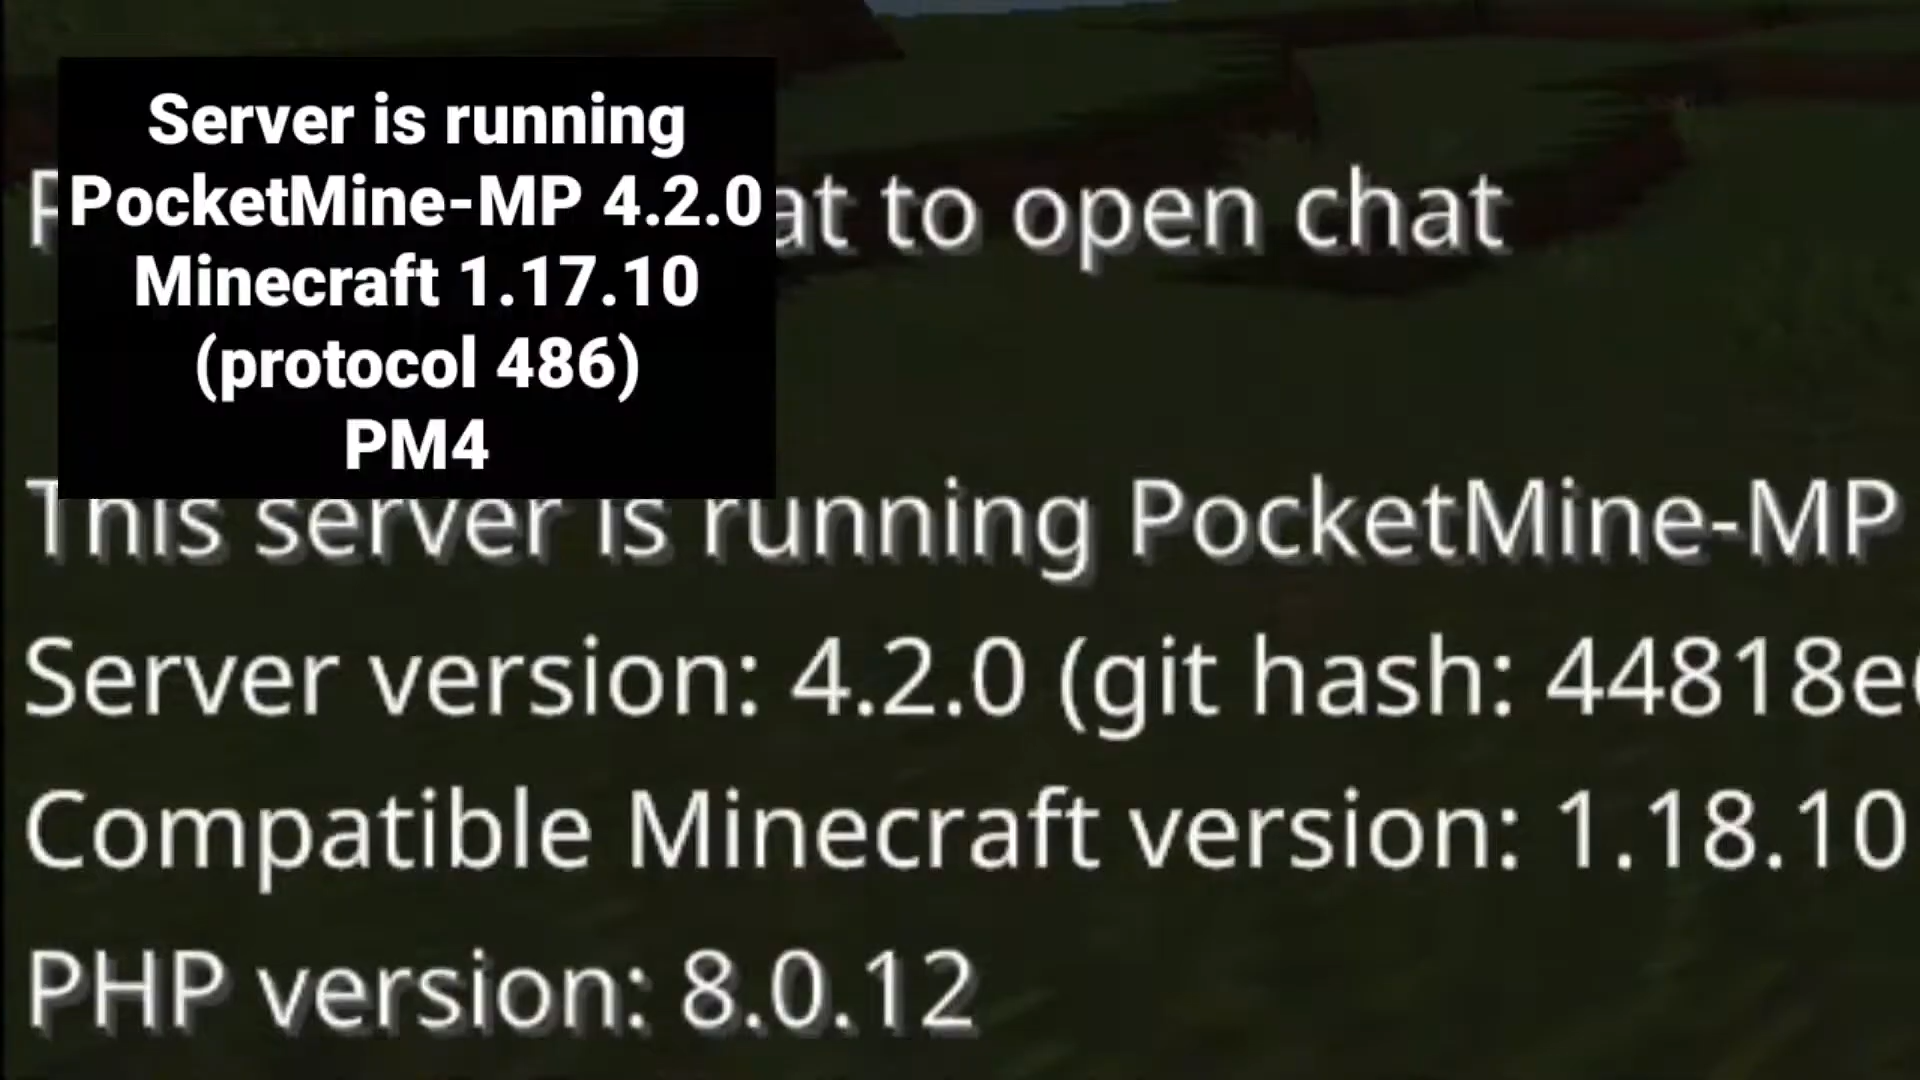 Server is running
PocketMine-MP 4.2.0
Minecraft 1.17.10
(protocol 486)
PM4
to open chat
This server is running PocketMine-MP
Server version: 4.2.0 (git hash: 44818e
Compatible Minecraft version: 1.18.10
PHP version: 8.0.12